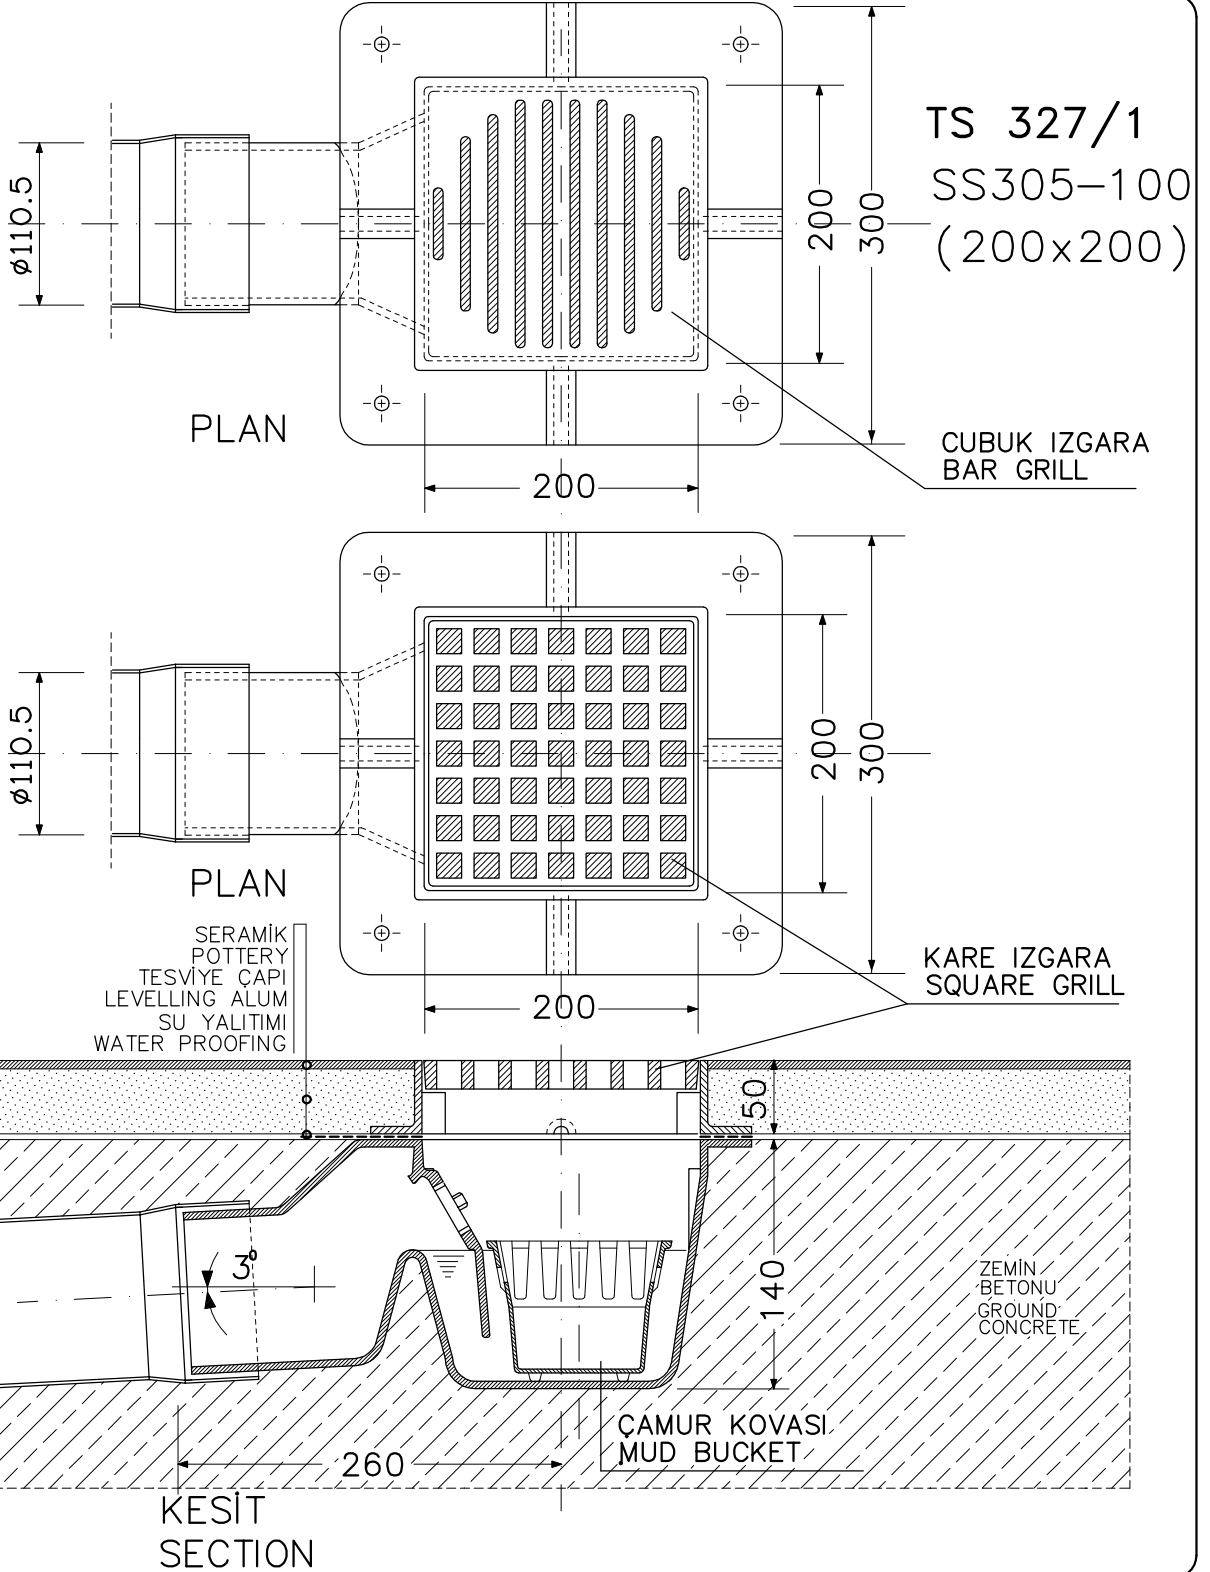 TS 327/1
SS305-100
(200x200)
ø110.5
200
300
PLAN
CUBUK IZGARA
BAR GRILL
200
ø110.5
200
300
PLAN
SERAMİK
POTTERY
TESVİYE ÇAPI
LEVELLING ALUM
SU YALITIMI
WATER PROOFING
KARE IZGARA
SQUARE GRILL
200
50
3°
140
ZEMİN
BETONU
GROUND
CONCRETE
ÇAMUR KOVASI
MUD BUCKET
260
KESİT
SECTION